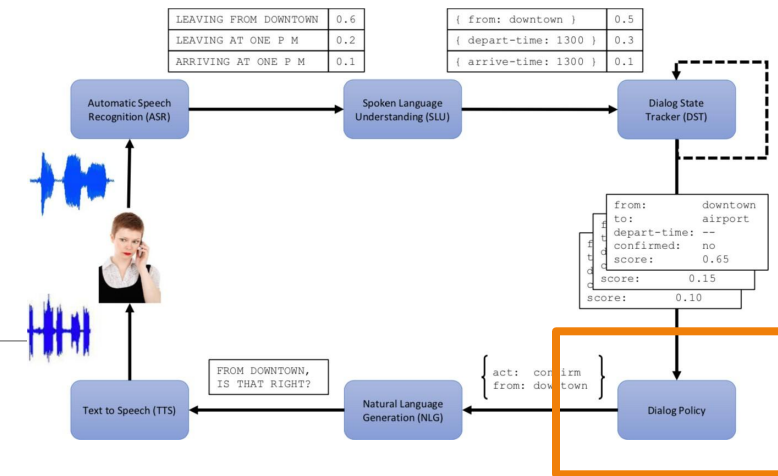 LEAVING FROM DOWNTOWN 0.6
LEAVING AT ONE P M 0.2
ARRIVING AT ONE P M 0.1
{ from: downtown } 0.5
{ depart-time: 1300 } 0.3
{ arrive-time: 1300 } 0.1
Automatic Speech
Recognition (ASR)
Spoken Language
Understanding (SLU)
Dialog State
Tracker (DST)
from: downtown
to: airport
depart-time: --
confirmed: no
score: 0.65
score: 0.15
score: 0.10
FROM DOWNTOWN,
IS THAT RIGHT?
act: confirm
from: downtown
Text to Speech (TTS)
Natural Language
Generation (NLG)
Dialog Policy